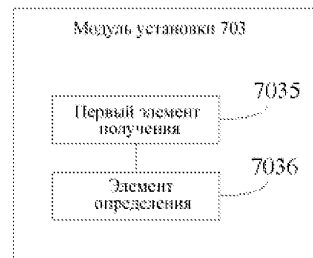 Модуль установки 703
Первый элемент
получения
7035
Элемент
определения
7036